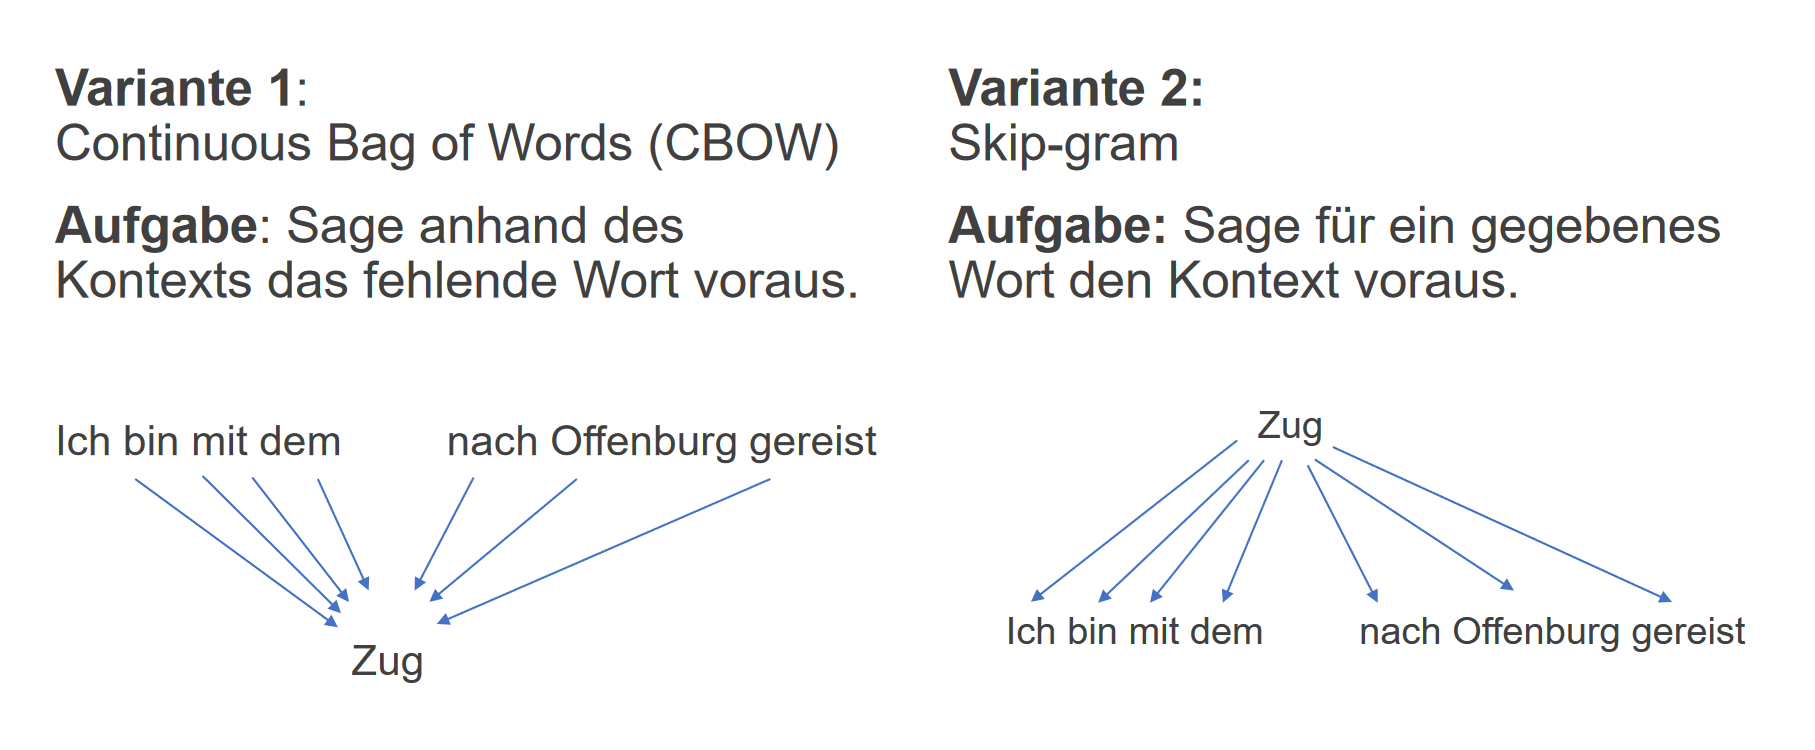 Variante 1:
Continuous Bag of Words (CBOW)
Aufgabe: Sage anhand des
Kontexts das fehlende Wort voraus.
Ich bin mit dem nach Offenburg gereist
Zug
Variante 2:
Skip-gram
Aufgabe: Sage für ein gegebenes
Wort den Kontext voraus.
Zug
Ich bin mit dem nach Offenburg gereist